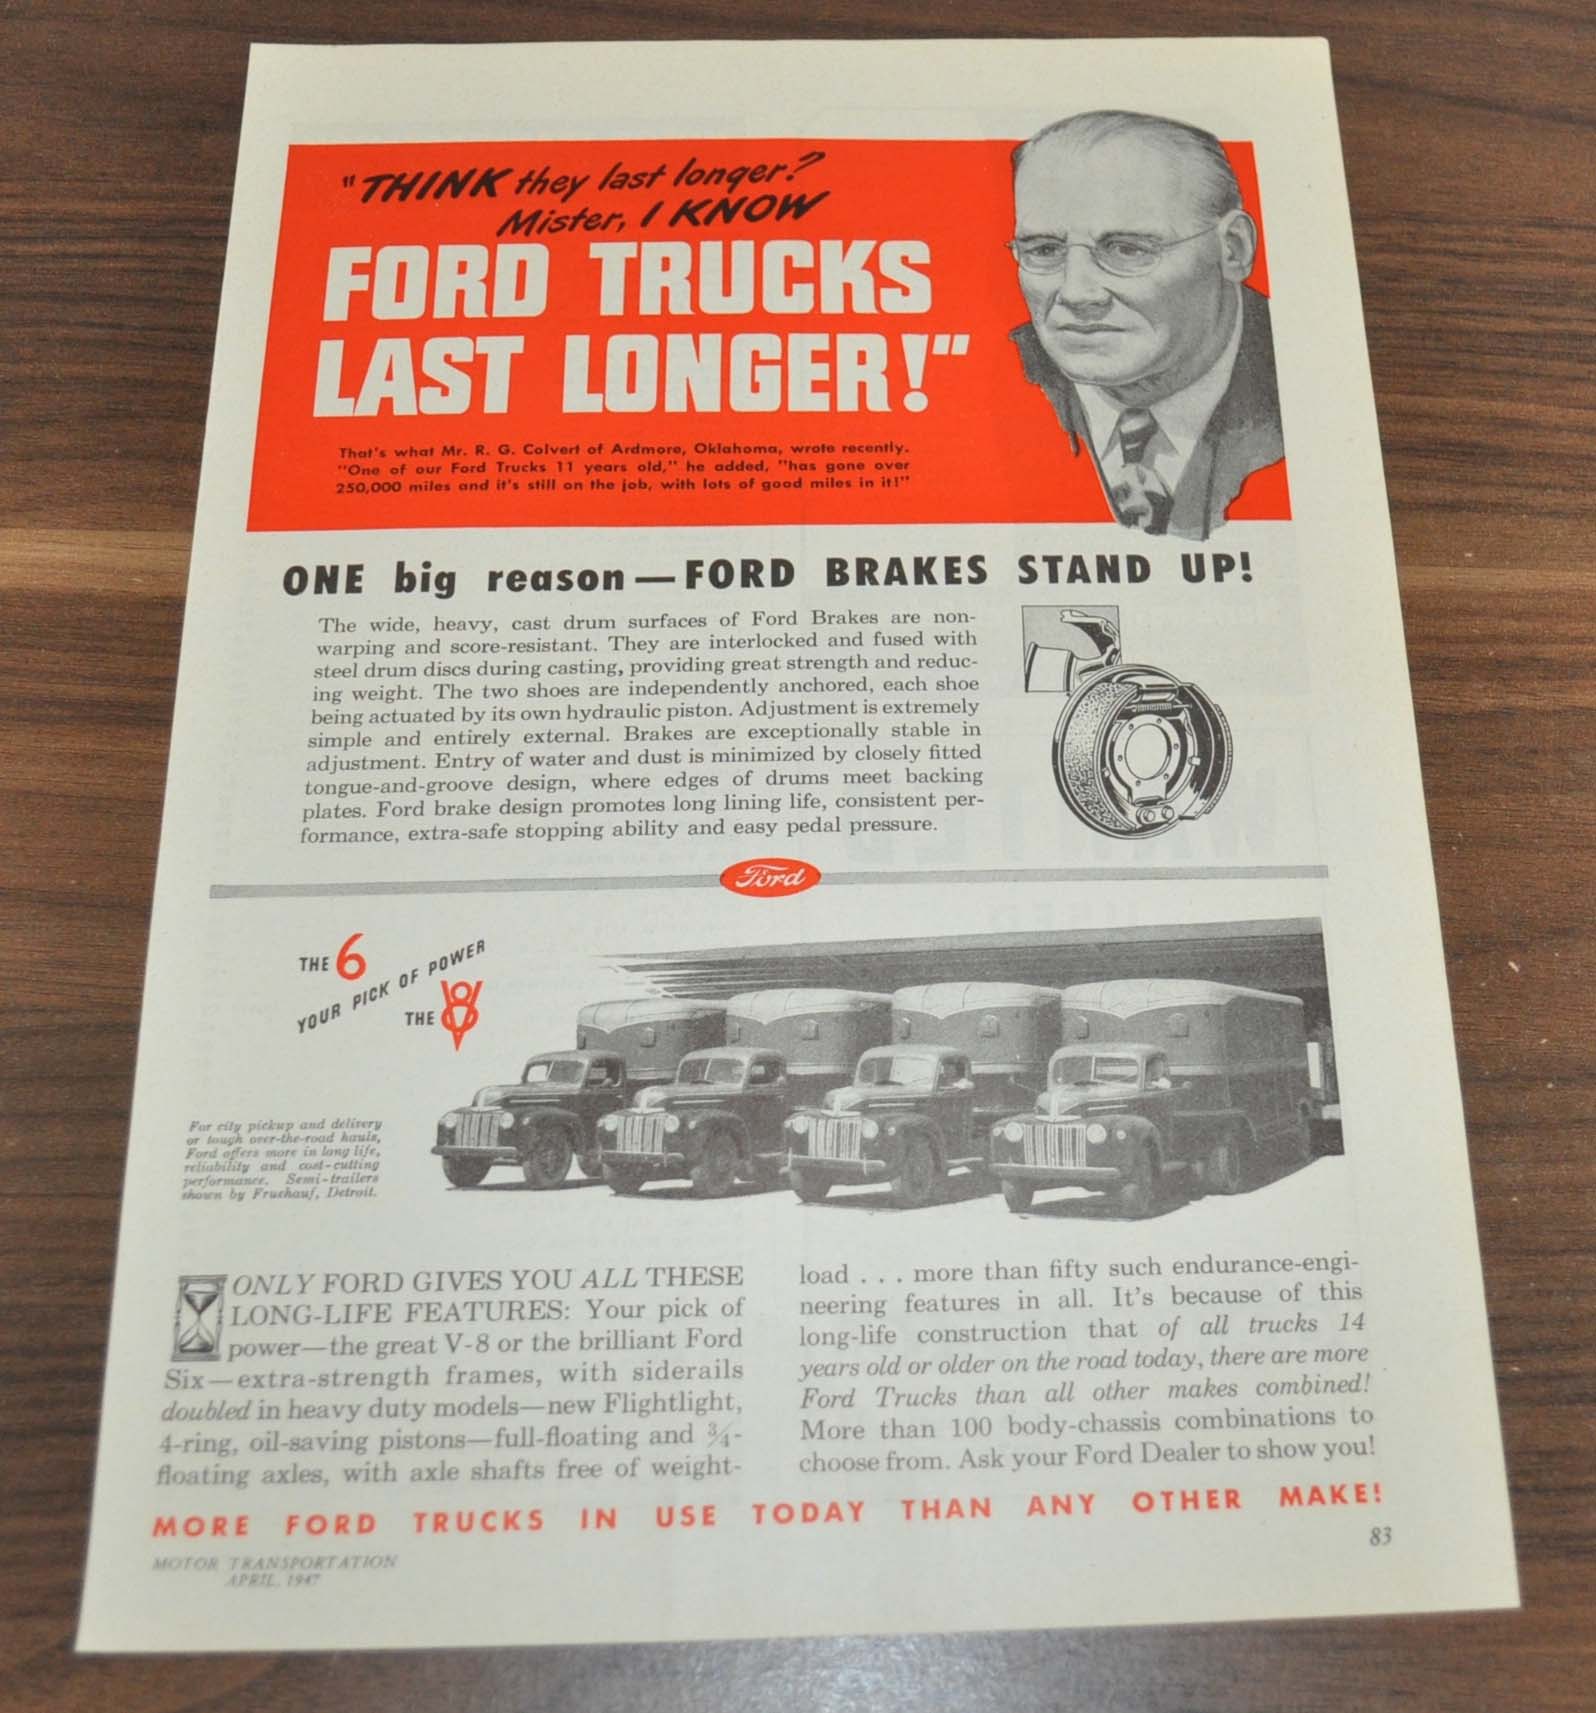 "THINK they last longer?
Mister, I KNOW
FORD TRUCKS
LAST LONGER!"
That's what Mr. R. G. Colvert of Ardmore, Oklahoma, wrote recently.
"One of our Ford Trucks 11 years old," he added, "has gone over
250,000 miles and it's still on the job, with lots of good miles in it!"
ONE big reason — FORD BRAKES STAND UP!
The wide, heavy, cast drum surfaces of Ford Brakes are non-
warping and score-resistant. They are interlocked and fused with
steel drum discs during casting, providing great strength and reduc-
ing weight. The two shoes are independently anchored, each shoe
being actuated by its own hydraulic piston. Adjustment is extremely
simple and entirely external. Brakes are exceptionally stable in
adjustment. Entry of water and dust is minimized by closely fitted
tongue-and-groove design, where edges of drums meet backing
plates. Ford brake design promotes long lining life, consistent per-
formance, extra-safe stopping ability and easy pedal pressure.
Ford
THE 6
YOUR PICK OF POWER
THE V8
For city pickup and delivery
or tough over-the-road hauls,
Ford offers more in long life,
reliability and cost-cutting
performance. Semi-trailers
shown by Fruehauf, Detroit.
ONLY FORD GIVES YOU ALL THESE
LONG-LIFE FEATURES: Your pick of
power—the great V-8 or the brilliant Ford
Six—extra-strength frames, with siderails
doubled in heavy duty models—new Flightlight,
4-ring, oil-saving pistons—full-floating and ¾-
floating axles, with axle shafts free of weight-
load . . . more than fifty such endurance-engi-
neering features in all. It's because of this
long-life construction that of all trucks 14
years old or older on the road today, there are more
Ford Trucks than all other makes combined!
More than 100 body-chassis combinations to
choose from. Ask your Ford Dealer to show you!
MORE FORD TRUCKS IN USE TODAY THAN ANY OTHER MAKE!
MOTOR TRANSPORTATION
APRIL, 1947
83